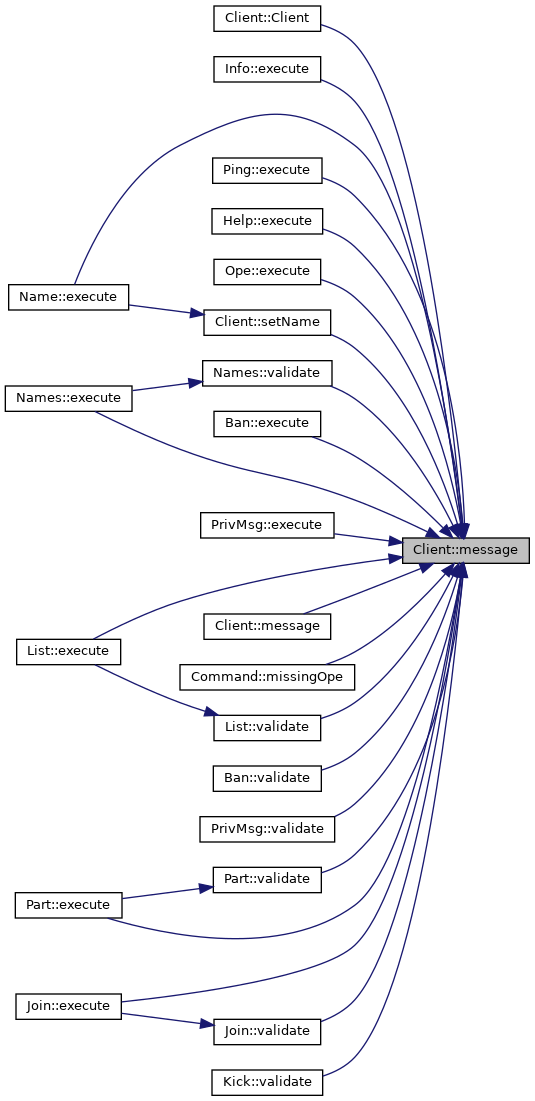 Client::Client
Info::execute
Ping::execute
Help::execute
Ope::execute
Name::execute
Client::setName
Names::validate
Names::execute
Ban::execute
PrivMsg::execute
Client::message
Client::message
List::execute
Command::missingOpe
List::validate
Ban::validate
PrivMsg::validate
Part::validate
Part::execute
Join::execute
Join::validate
Kick::validate